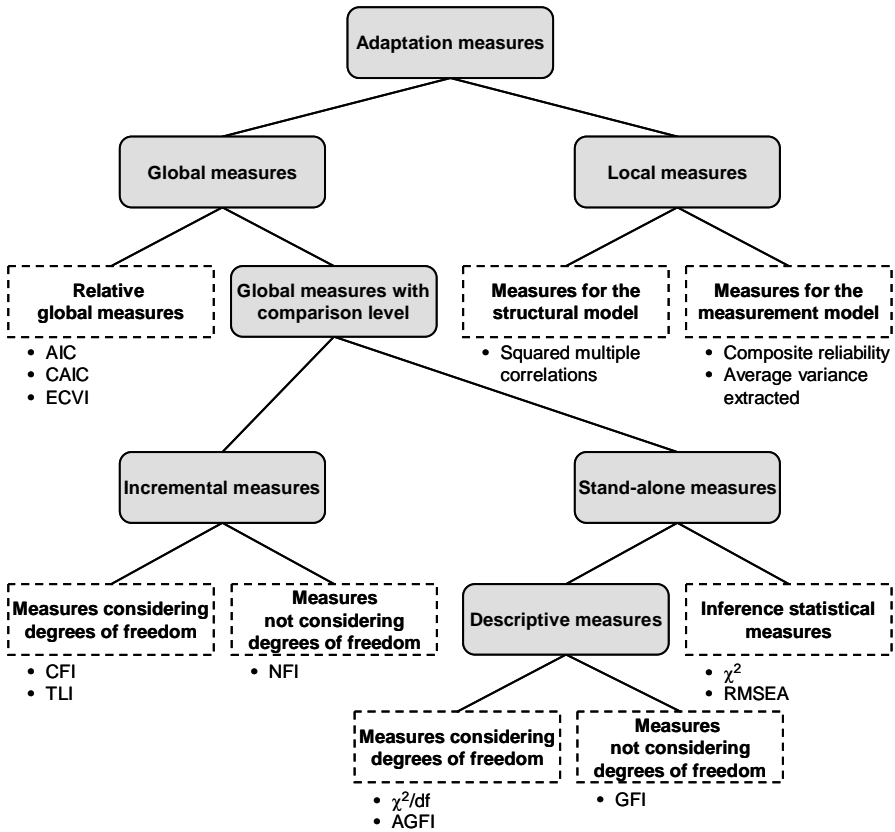 Adaptation measures
Global measures
Local measures
Relative
global measures
• AIC
• CAIC
• ECVI
Global measures with
comparison level
Measures for the
structural model
• Squared multiple
correlations
Measures for the
measurement model
• Composite reliability
• Average variance
extracted
Incremental measures
Stand-alone measures
Measures considering
degrees of freedom
• CFI
• TLI
Measures
not considering
degrees of freedom
• NFI
Descriptive measures
Inference statistical
measures
• χ²
• RMSEA
Measures considering
degrees of freedom
• χ²/df
• AGFI
Measures
not considering
degrees of freedom
• GFI